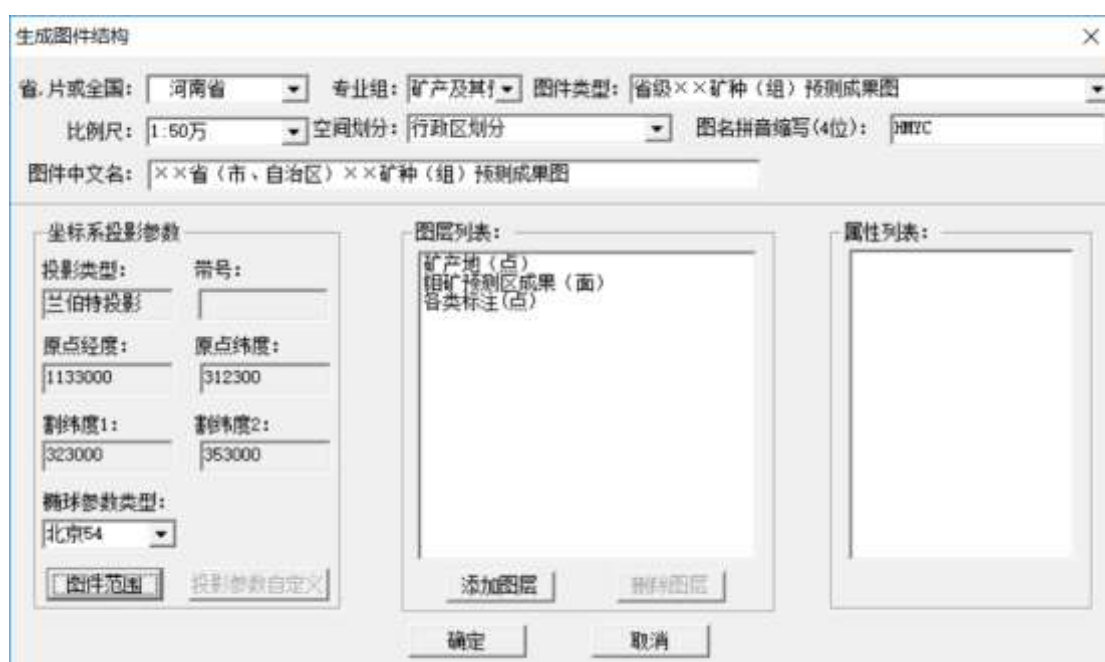 生成图件结构
省.片或全国： 河南省 专业组： 矿产及其 图件类型： 省级××矿种（组）预测成果图
比例尺： 1:50万 空间划分： 行政区划分 图名拼音缩写(4位)： HMYC
图件中文名： ××省（市、自治区）××矿种（组）预测成果图
坐标系投影参数 图层列表： 属性列表：
投影类型： 带号：
兰伯特投影
原点经度： 原点纬度：
1133000 312300
割纬度1： 割纬度2：
323000 353000
椭球参数类型：
北京54
图件范围 投影参数自定义
矿产地（点）
钼矿预测区成果（面）
各类标注(点)
添加图层 删除图层
确定 取消